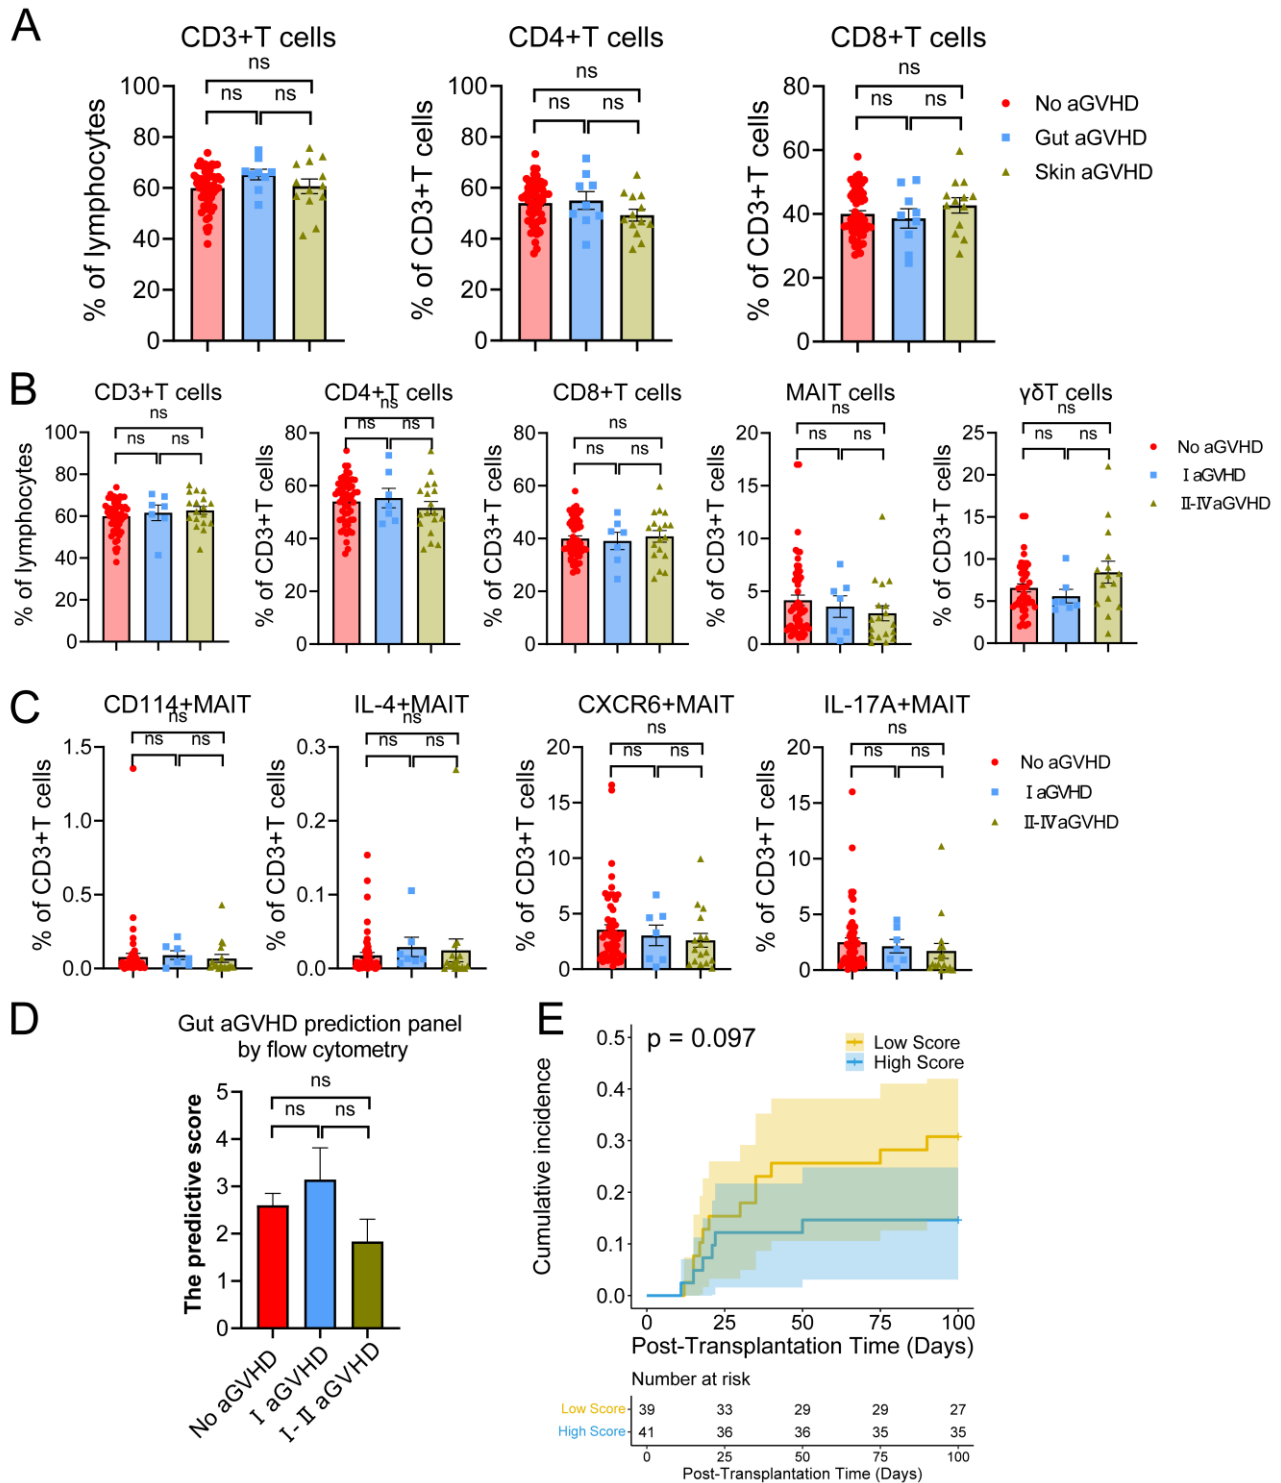 A
CD3+T cells
CD4+T cells
CD8+T cells
ns
ns ns
ns
ns ns
ns
ns ns
% of lymphocytes
100
80
60
40
20
0
% of CD3+T cells
100
80
60
40
20
0
% of CD3+T cells
80
60
40
20
0
No aGVHD
Gut aGVHD
Skin aGVHD
B
CD3+T cells
CD4+T cells
CD8+T cells
MAIT cells
γδT cells
ns
ns ns
ns
ns ns
ns
ns ns
ns
ns ns
ns
ns ns
% of lymphocytes
100
80
60
40
20
0
% of CD3+T cells
80
60
40
20
0
% of CD3+T cells
80
60
40
20
0
% of CD3+T cells
20
15
10
5
0
% of CD3+T cells
25
20
15
10
5
0
No aGVHD
Ⅰ aGVHD
Ⅱ-Ⅳ aGVHD
C
CD114+MAIT
IL-4+MAIT
CXCR6+MAIT
IL-17A+MAIT
ns
ns ns
ns
ns ns
ns
ns ns
ns
ns ns
% of CD3+T cells
1.5
1.0
0.5
0.0
% of CD3+T cells
0.3
0.2
0.1
0.0
% of CD3+T cells
20
15
10
5
0
% of CD3+T cells
20
15
10
5
0
No aGVHD
Ⅰ aGVHD
Ⅱ-Ⅳ aGVHD
D
Gut aGVHD prediction panel
by flow cytometry
ns
ns ns
The predictive score
5
4
3
2
1
0
No aGVHD
Ⅰ aGVHD
Ⅰ-Ⅱ aGVHD
E
p = 0.097
Low Score
High Score
Cumulative incidence
0.5
0.4
0.3
0.2
0.1
0.0
0 25 50 75 100
Post-Transplantation Time (Days)
Number at risk
Low Score 39 33 29 29 27
High Score 41 36 36 35 35
0 25 50 75 100
Post-Transplantation Time (Days)